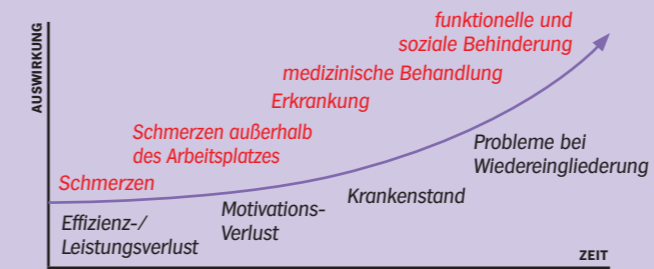 AUSWIRKUNG
funktionelle und
soziale Behinderung
medizinische Behandlung
Erkrankung
Schmerzen außerhalb
des Arbeitsplatzes
Schmerzen
Probleme bei
Wiedereingliederung
Krankenstand
Motivations-
Verlust
Effizienz-/
Leistungsverlust
ZEIT